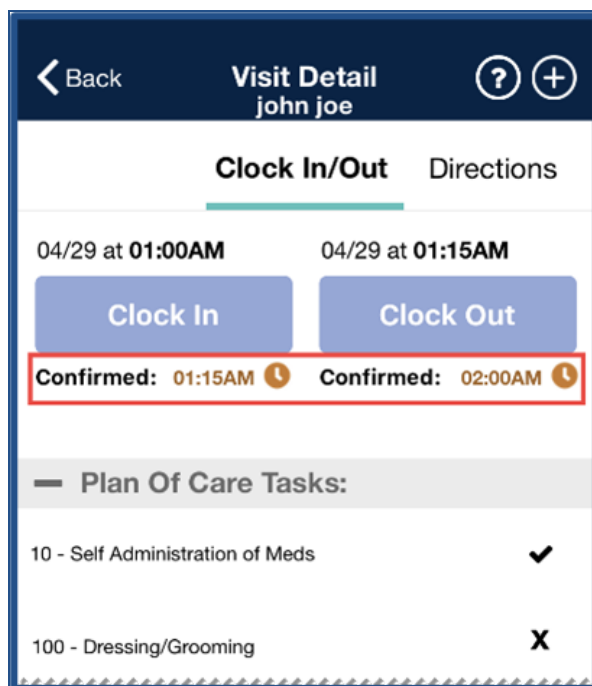 Back Visit Detail ? +
john joe
Clock In/Out Directions
04/29 at 01:00AM 04/29 at 01:15AM
Clock In Clock Out
Confirmed: 01:15AM Confirmed: 02:00AM
Plan Of Care Tasks:
10 - Self Administration of Meds
100 - Dressing/Grooming X